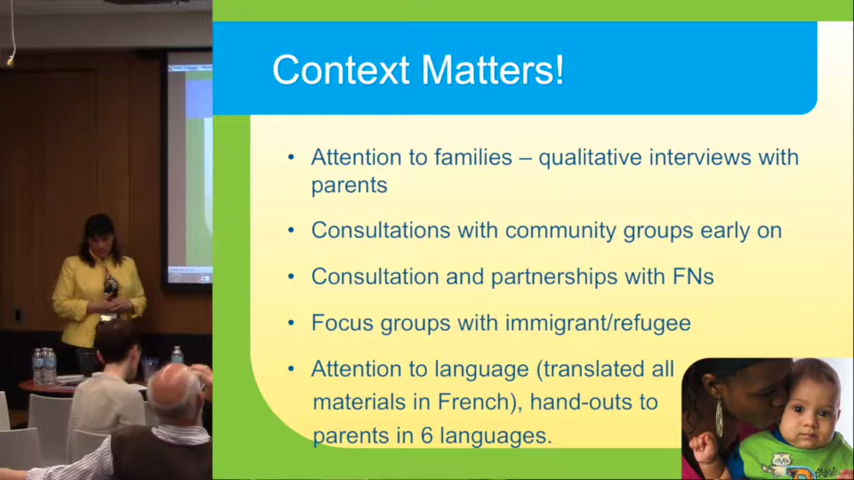 Context Matters!
• Attention to families – qualitative interviews with
parents
• Consultations with community groups early on
• Consultation and partnerships with FNs
• Focus groups with immigrant/refugee
• Attention to language (translated all
materials in French), hand-outs to
parents in 6 languages.